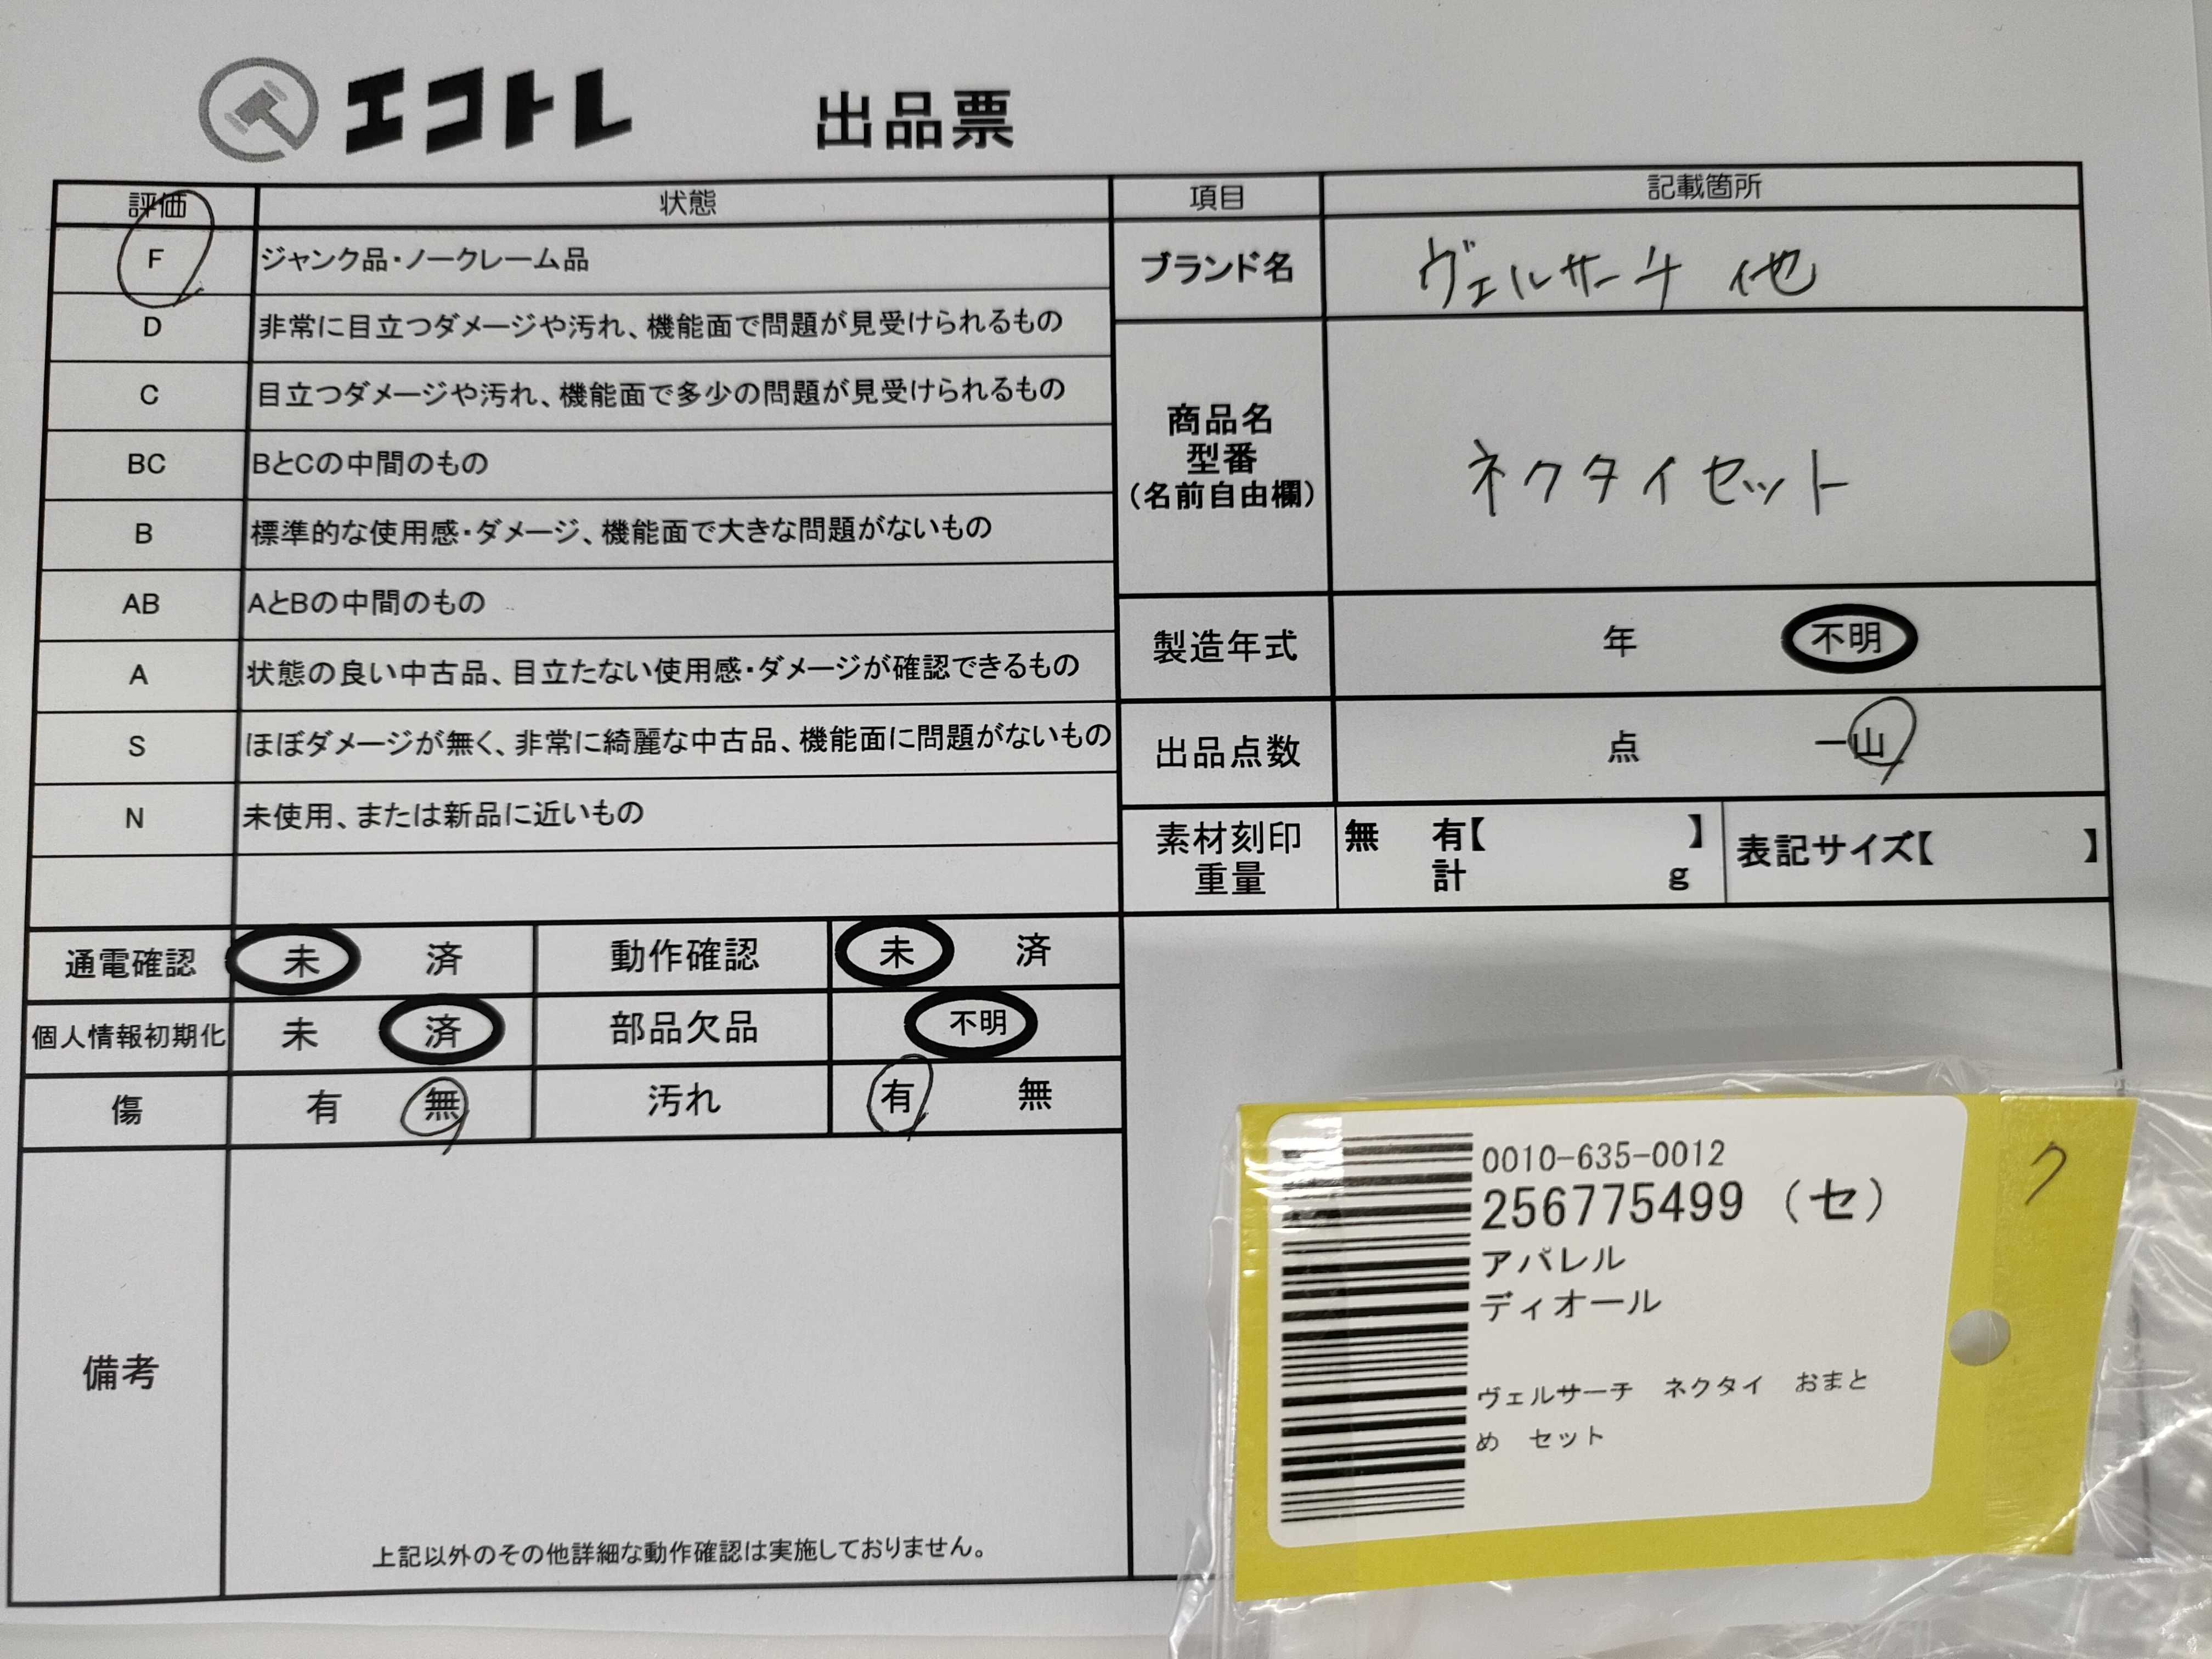 エコトレ 出品票
評価 状態
F ジャンク品・ノークレーム品
D 非常に目立つダメージや汚れ、機能面で問題が見受けられるもの
C 目立つダメージや汚れ、機能面で多少の問題が見受けられるもの
BC BとCの中間のもの
B 標準的な使用感・ダメージ、機能面で大きな問題がないもの
AB AとBの中間のもの
A 状態の良い中古品、目立たない使用感・ダメージが確認できるもの
S ほぼダメージが無く、非常に綺麗な中古品、機能面に問題がないもの
N 未使用、または新品に近いもの
通電確認 未 済 動作確認 未 済
個人情報初期化 未 済 部品欠品 不明
傷 有 無 汚れ 有 無
備考
上記以外のその他詳細な動作確認は実施しておりません。
項目 記載箇所
ブランド名 ヴェルサーチ 他
商品名
型番
(名前自由欄)
ネクタイセット
製造年式 年 不明
出品点数 点 一山
素材刻印 無 有【 】 表記サイズ【 】
重量 計 g
0010-635-0012
256775499 (セ)
アパレル
ディオール
ヴェルサーチ ネクタイ おまと
め セット
ク